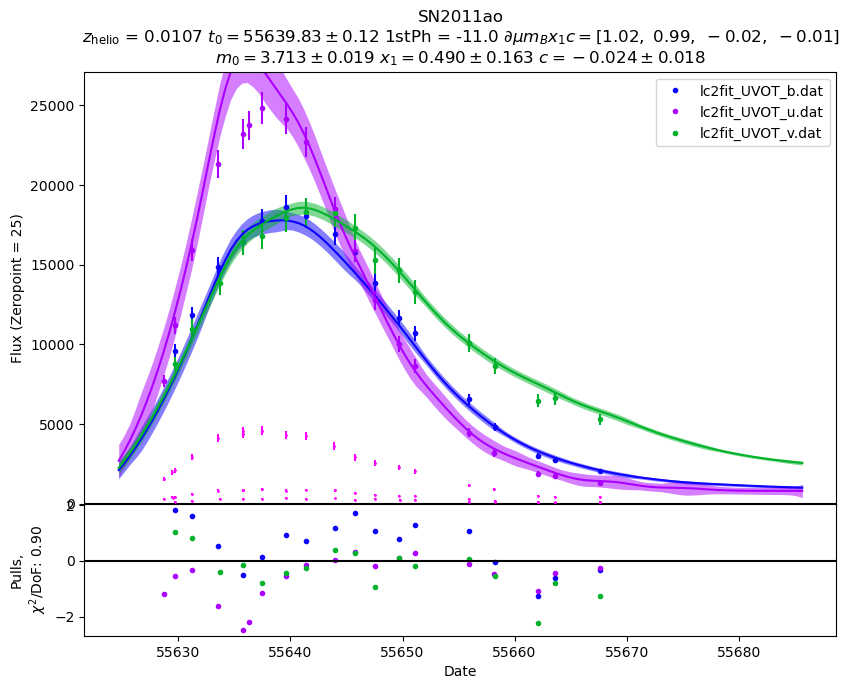 SN2011ao
z_helio = 0.0107 t_0 = 55639.83 ± 0.12 1stPh = -11.0 ∂μm_Bx_1c = [1.02, 0.99, −0.02, −0.01]
m_0 = 3.713 ± 0.019 x_1 = 0.490 ± 0.163 c = −0.024 ± 0.018
lc2fit_UVOT_b.dat
lc2fit_UVOT_u.dat
lc2fit_UVOT_v.dat
Flux (Zeropoint = 25)
25000
20000
15000
10000
5000
0
Pulls,
χ²/DoF: 0.90
2
0
−2
55630 55640 55650 55660 55670 55680
Date